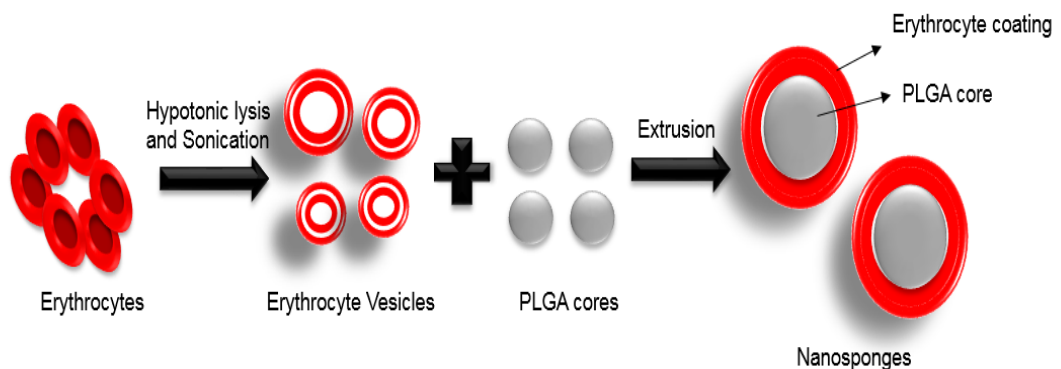 Erythrocyte coating
PLGA core
Hypotonic lysis
and Sonication
Extrusion
Erythrocytes
Erythrocyte Vesicles
PLGA cores
Nanosponges